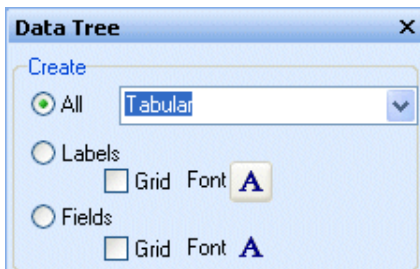 Data Tree
Create
All Tabular
Labels
Grid Font A
Fields
Grid Font A